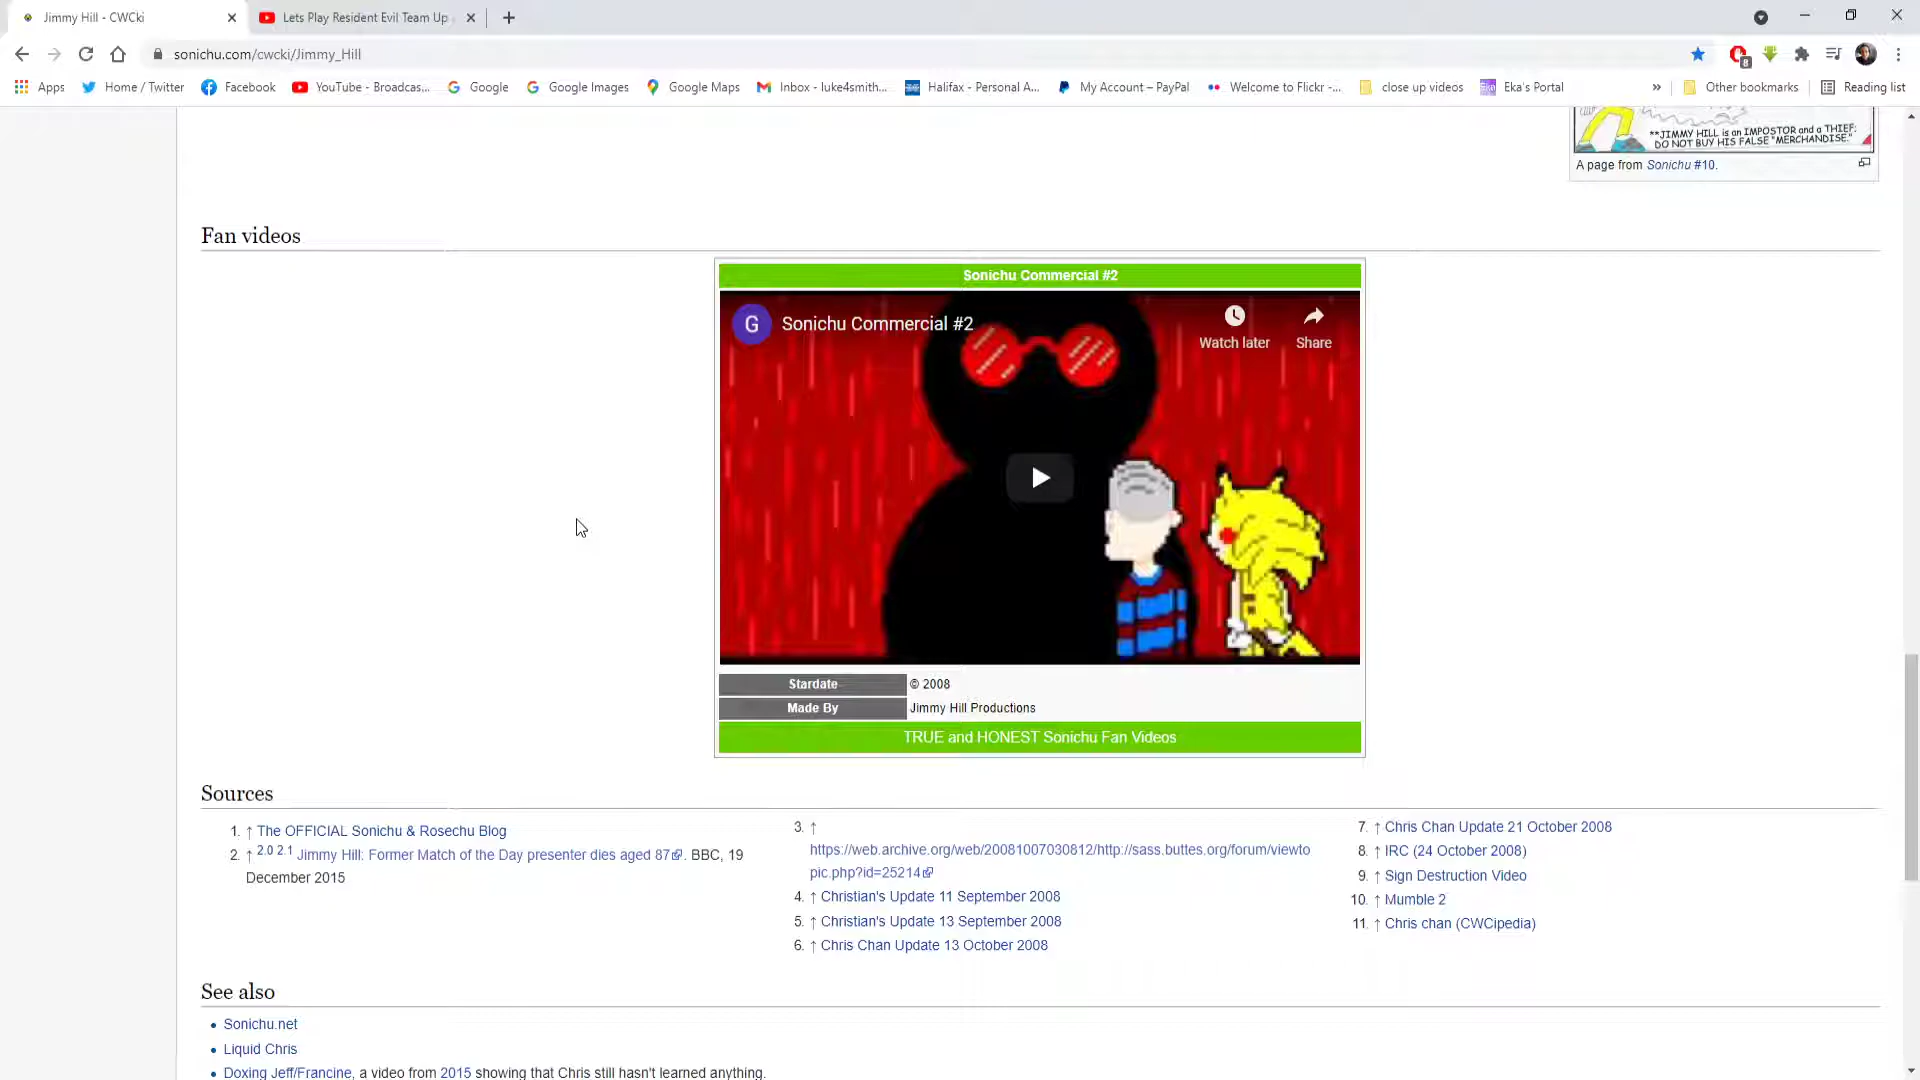 Jimmy Hill - CWCki
Lets Play Resident Evil Team Up
sonichu.com/cwcki/Jimmy_Hill
8
Apps
Home / Twitter
Facebook
YouTube - Broadcas...
Google
Google Images
Google Maps
Inbox - luke4smith...
Halifax - Personal A...
My Account – PayPal
Welcome to Flickr -...
close up videos
Eka's Portal
»
Other bookmarks
Reading list
**JIMMY HILL is an IMPOSTOR and a THIEF:
DO NOT BUY HIS FALSE "MERCHANDISE."
A page from Sonichu #10.
Fan videos
Sonichu Commercial #2
G
Sonichu Commercial #2
Watch later
Share
Stardate
© 2008
Made By
Jimmy Hill Productions
TRUE and HONEST Sonichu Fan Videos
Sources
1. ↑ The OFFICIAL Sonichu & Rosechu Blog
2. ↑ 2.0 2.1 Jimmy Hill: Former Match of the Day presenter dies aged 87. BBC, 19
December 2015
3. ↑
https://web.archive.org/web/20081007030812/http://sass.buttes.org/forum/viewto
pic.php?id=25214
4. ↑ Christian's Update 11 September 2008
5. ↑ Christian's Update 13 September 2008
6. ↑ Chris Chan Update 13 October 2008
7. ↑ Chris Chan Update 21 October 2008
8. ↑ IRC (24 October 2008)
9. ↑ Sign Destruction Video
10. ↑ Mumble 2
11. ↑ Chris chan (CWCipedia)
See also
• Sonichu.net
• Liquid Chris
• Doxing Jeff/Francine, a video from 2015 showing that Chris still hasn't learned anything.